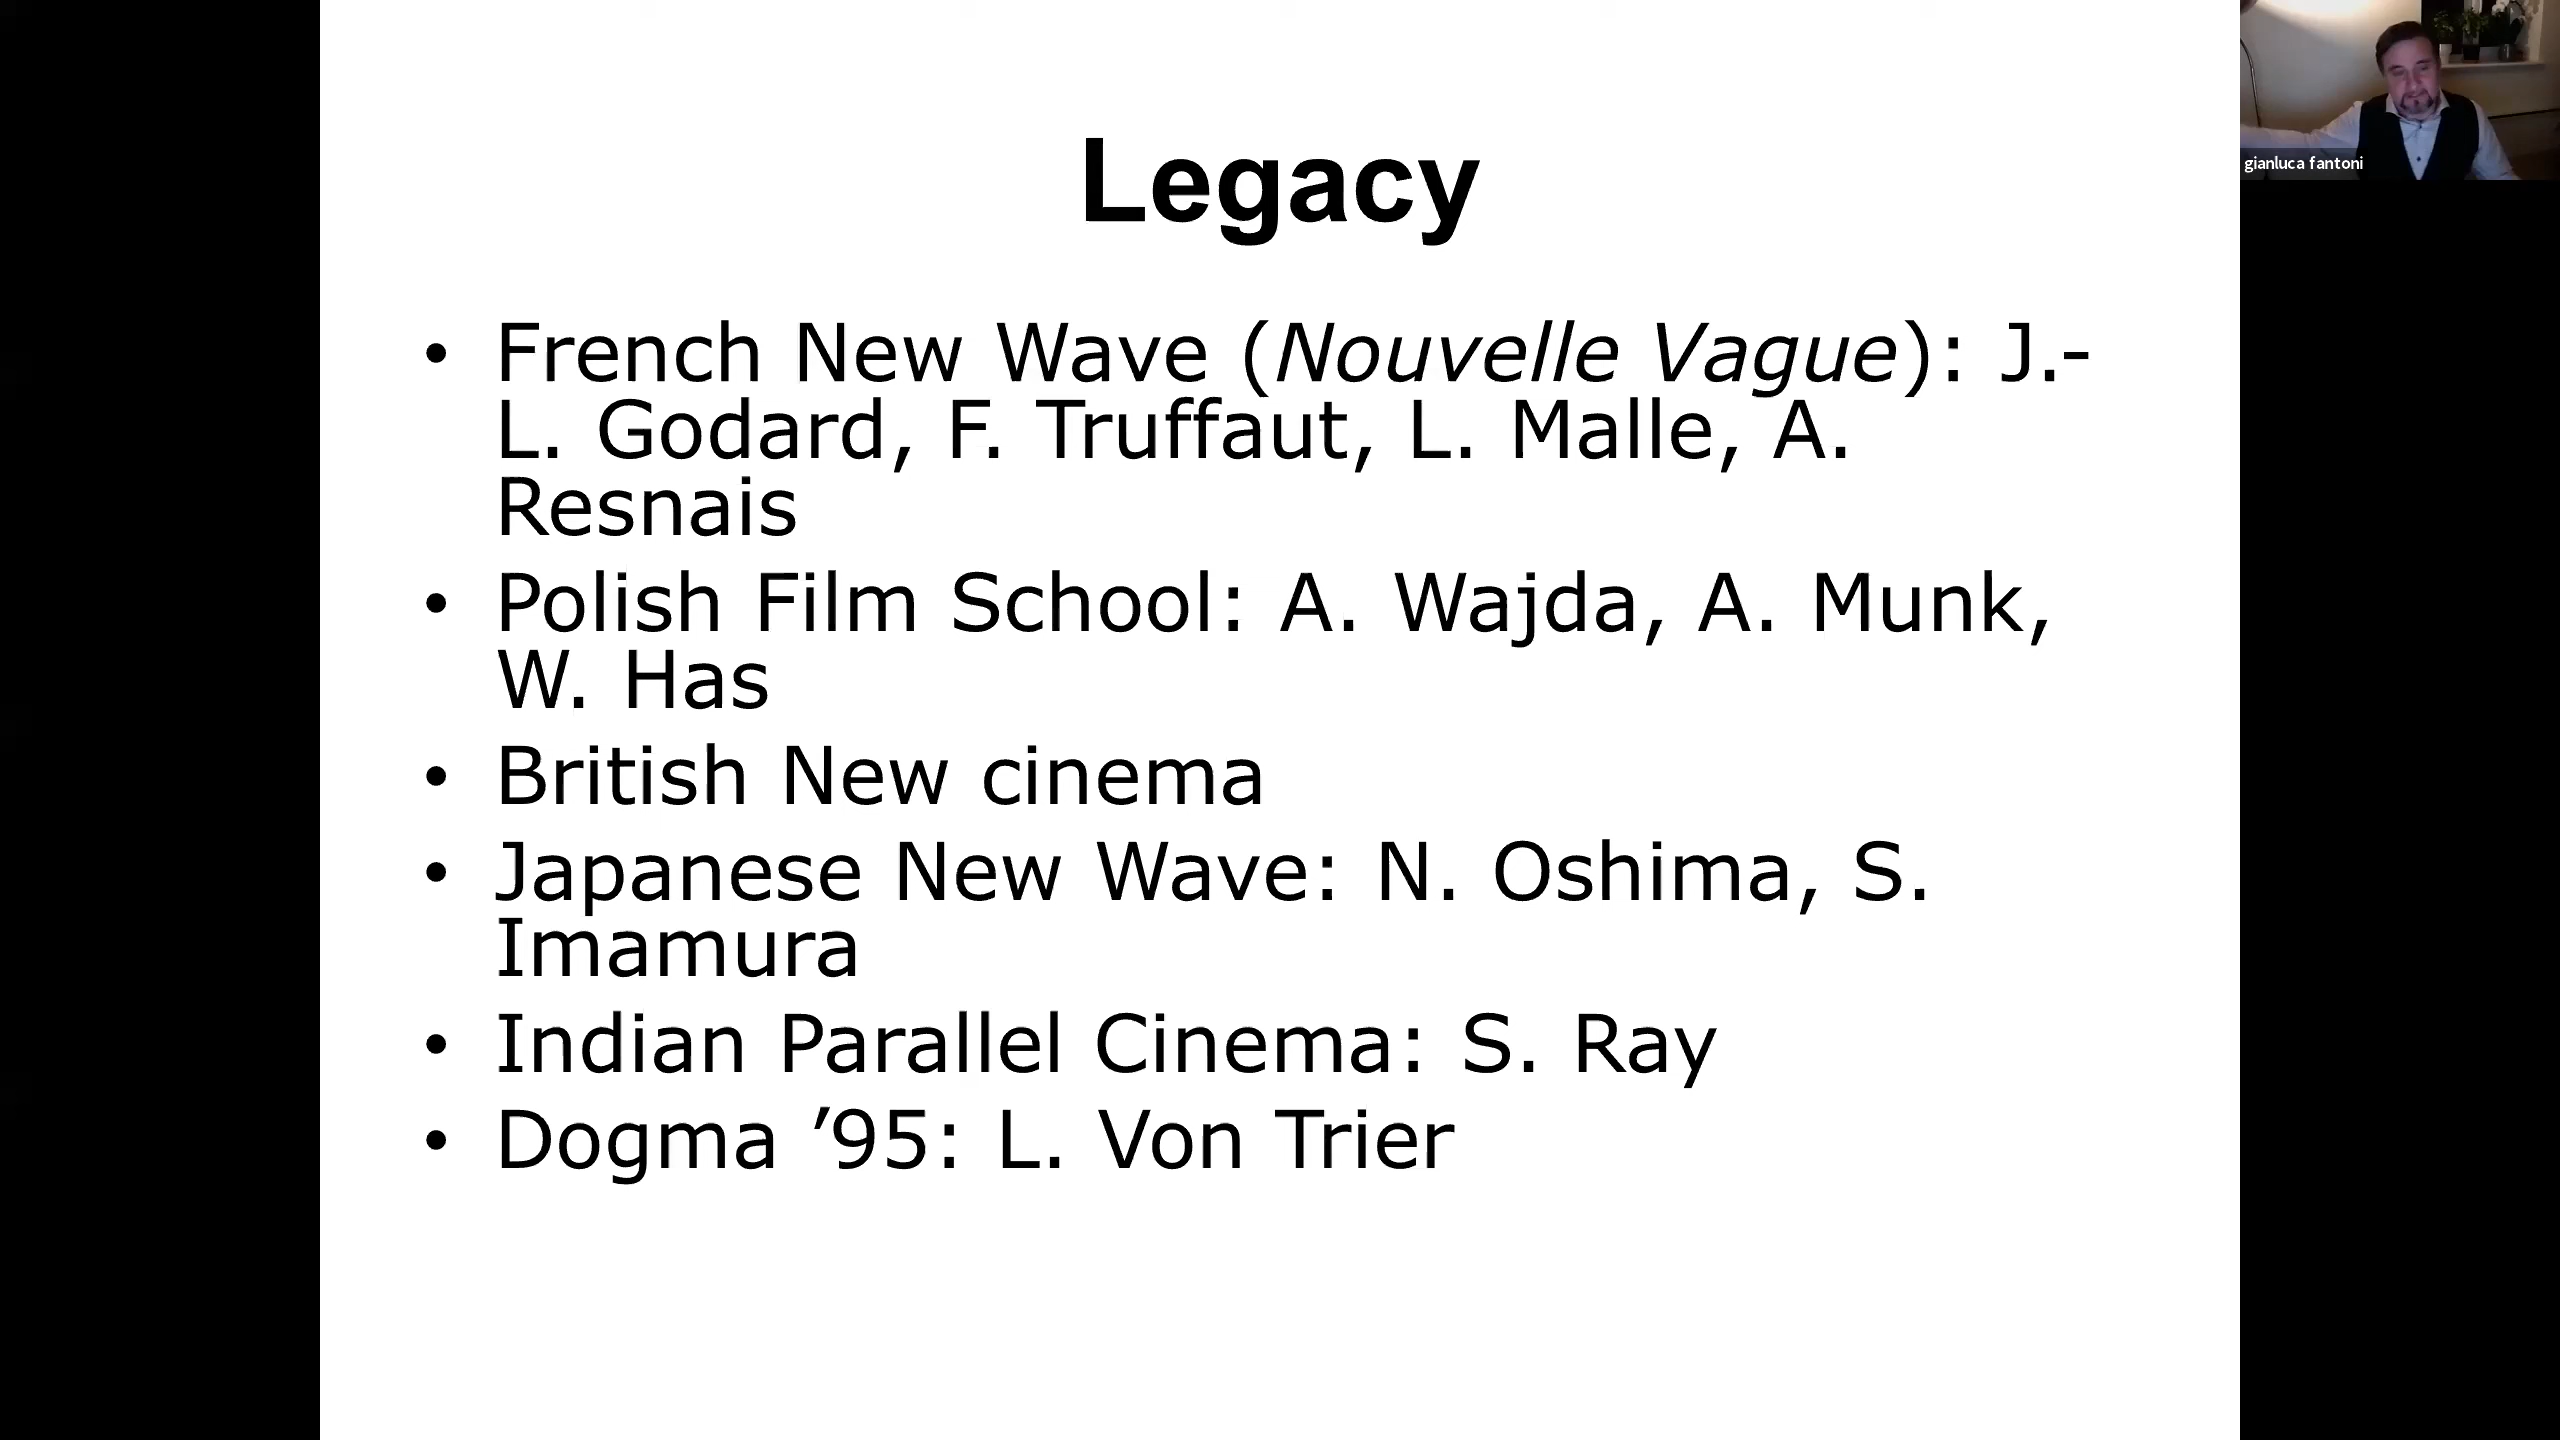 Legacy
• French New Wave (Nouvelle Vague): J.-
L. Godard, F. Truffaut, L. Malle, A.
Resnais
• Polish Film School: A. Wajda, A. Munk,
W. Has
• British New cinema
• Japanese New Wave: N. Oshima, S.
Imamura
• Indian Parallel Cinema: S. Ray
• Dogma ’95: L. Von Trier
gianluca fantoni